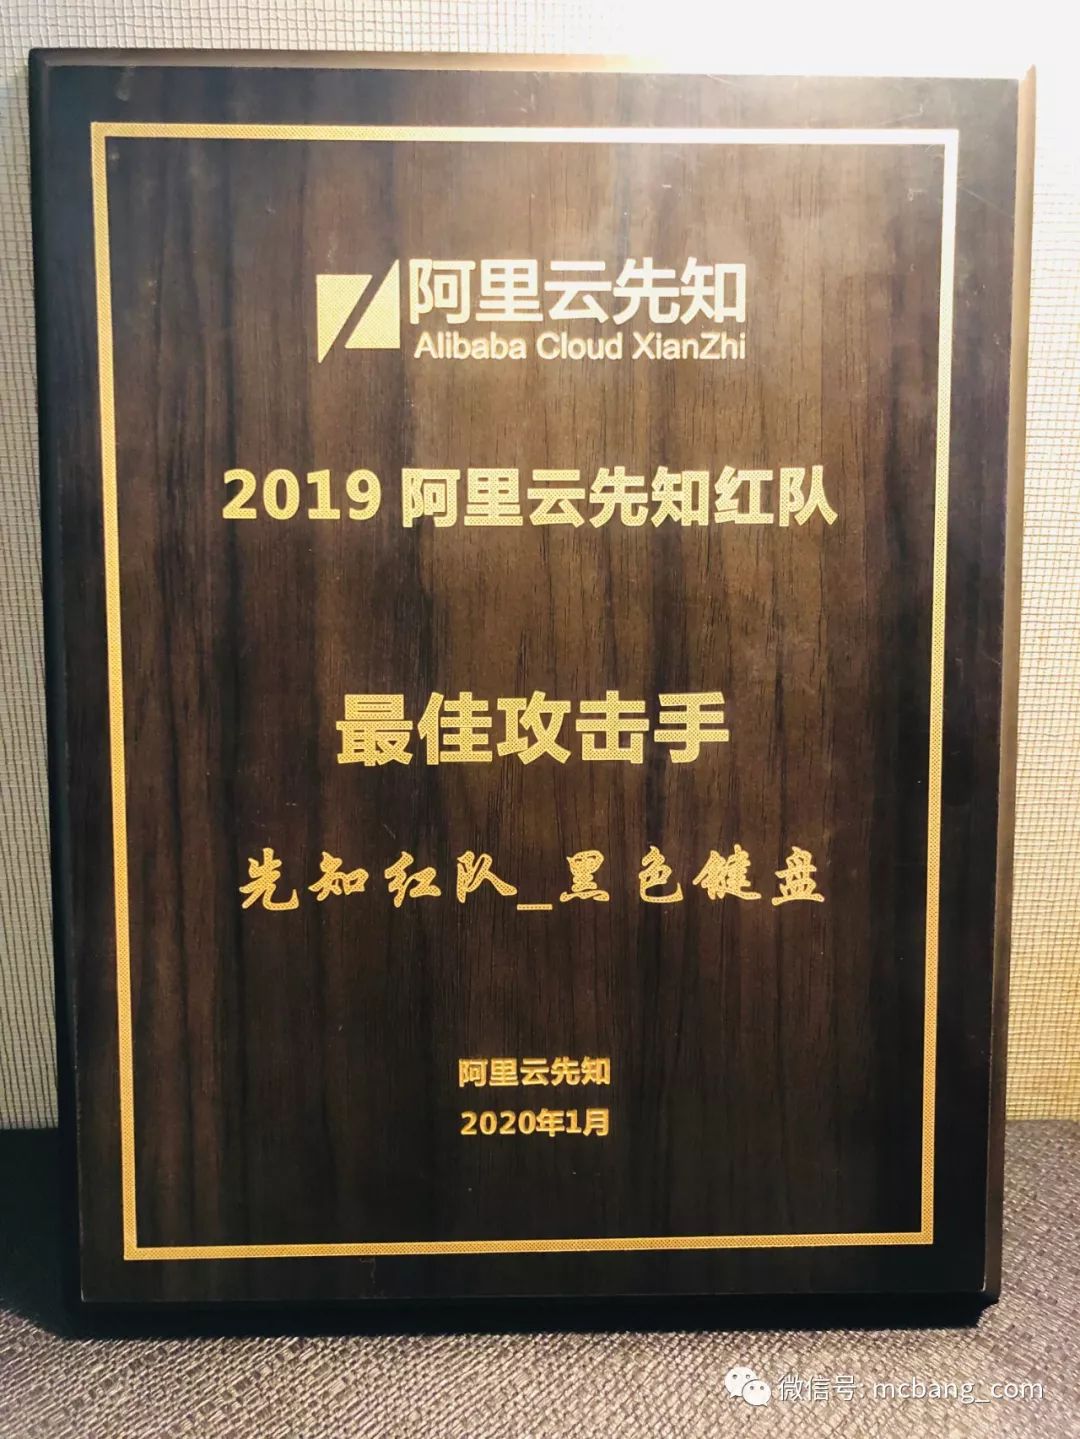 阿里云先知
Alibaba Cloud XianZhi
2019 阿里云先知红队
最佳攻击手
先知红队_黑色键盘
阿里云先知
2020年1月
微信号: mcbang_com